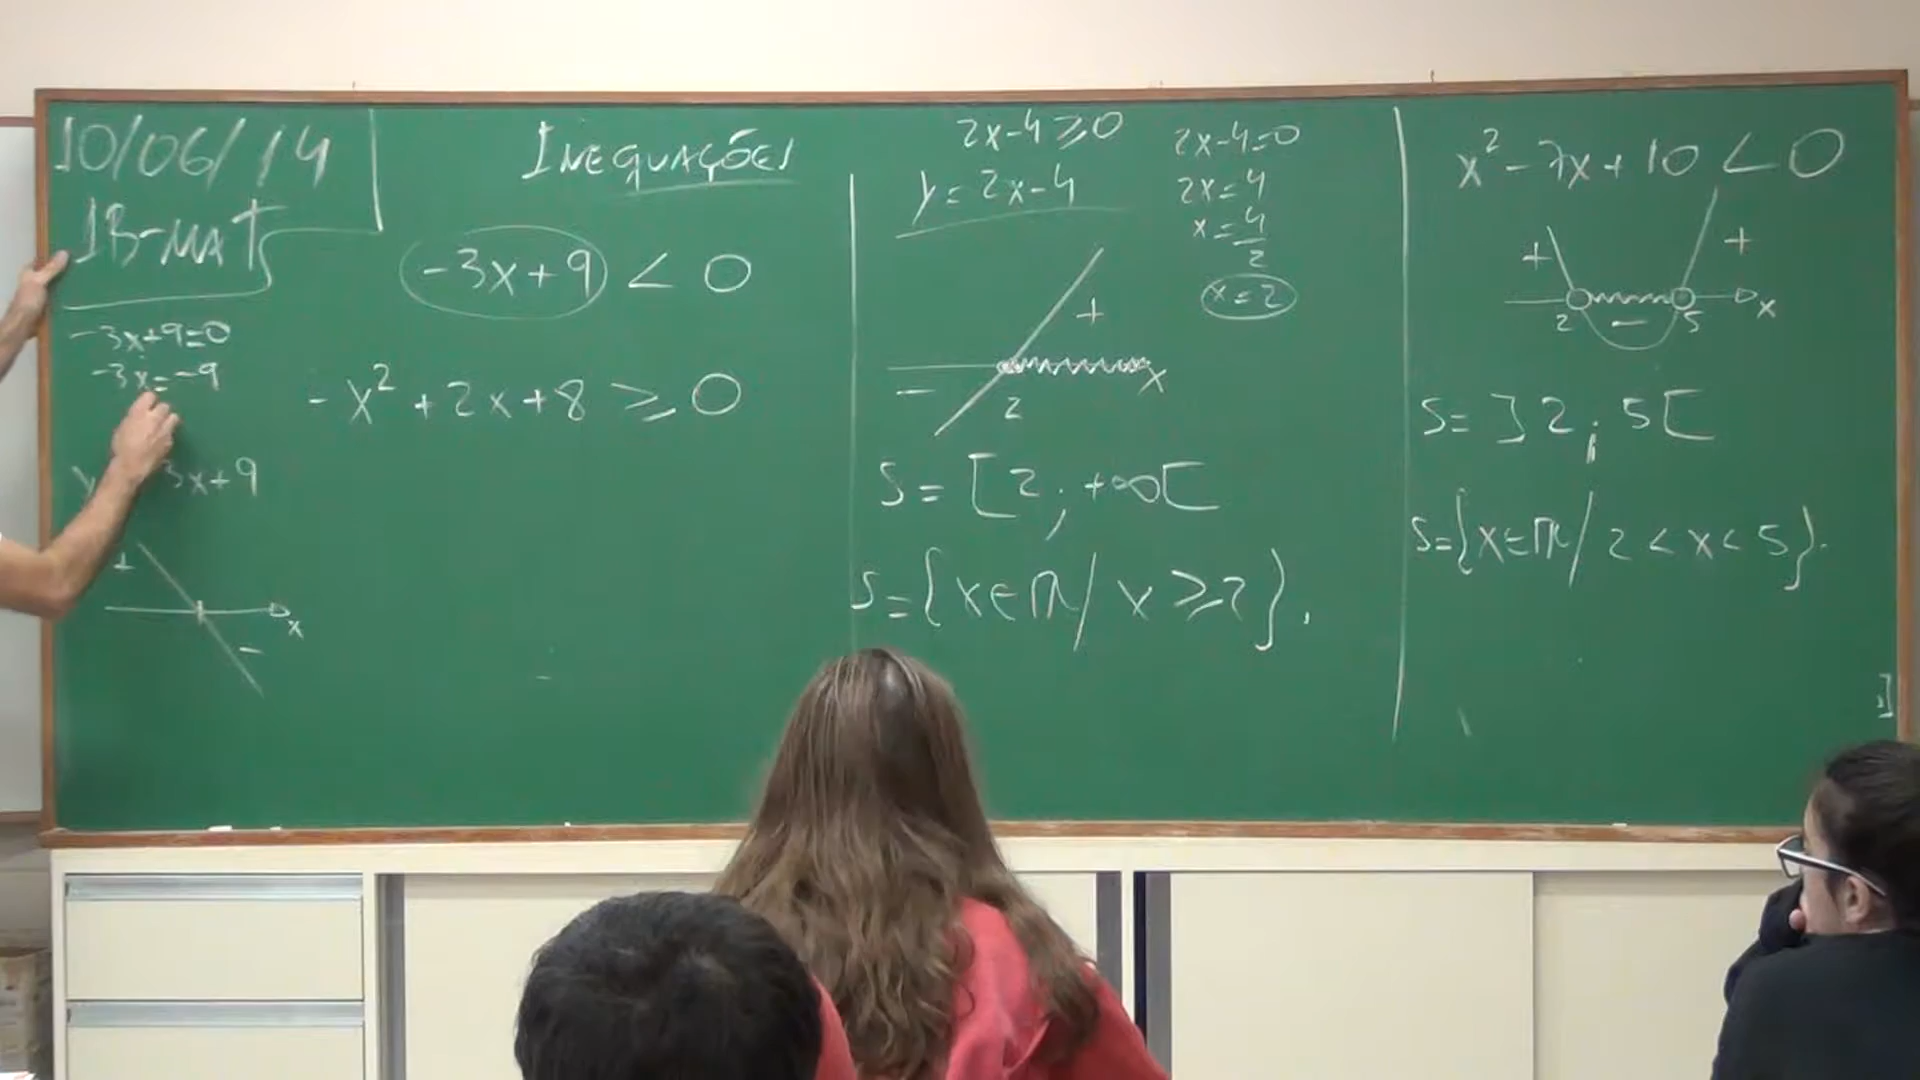 10/06/14
1B-MAT
INEQUAÇÕES
-3x+9 < 0
-x² + 2x + 8 ≥ 0
-3x+9=0
-3x=-9
3x+9
+
x
-
2x-4 ≥ 0
y = 2x-4
2x-4=0
2x=4
x=4/2
x=2
+
-
2
x
S = [2; +∞[
S={x∈ℝ/ x ≥ 2}.
x² - 7x + 10 < 0
+ +
2 - 5 x
S= ]2; 5[
S={x∈ℝ/ 2 < x < 5}.